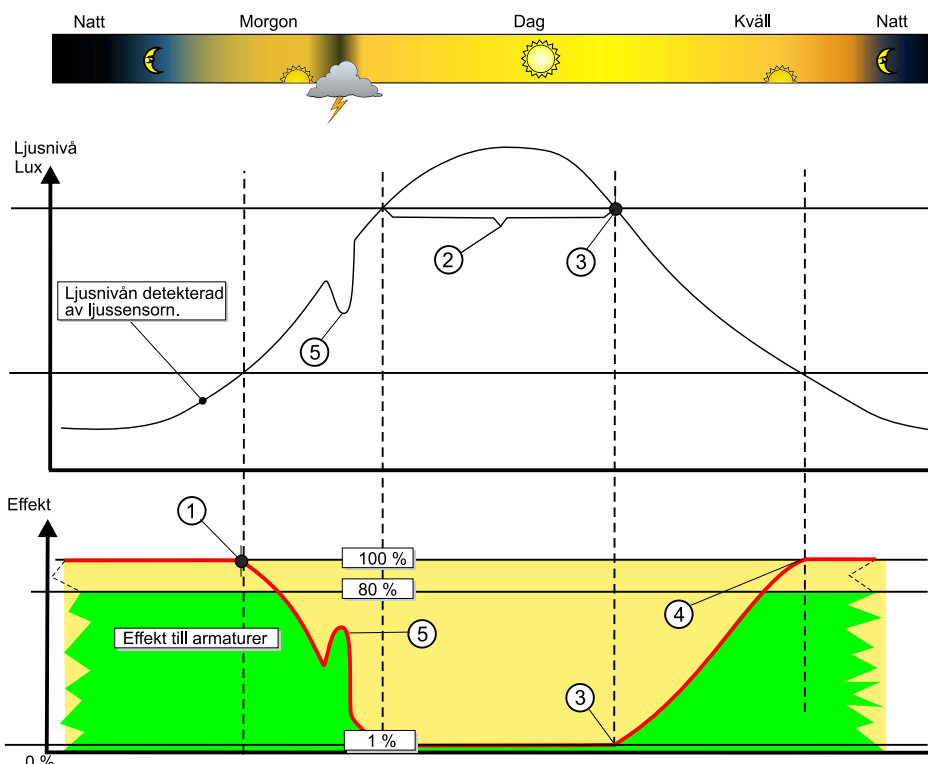 Natt
Morgon
Dag
Kväll
Natt
Ljusnivå
Lux
2
3
Ljusnivån detekterad
av ljussensorn.
5
Effekt
1
100 %
80 %
4
Effekt till armaturer
5
3
1 %
0 %